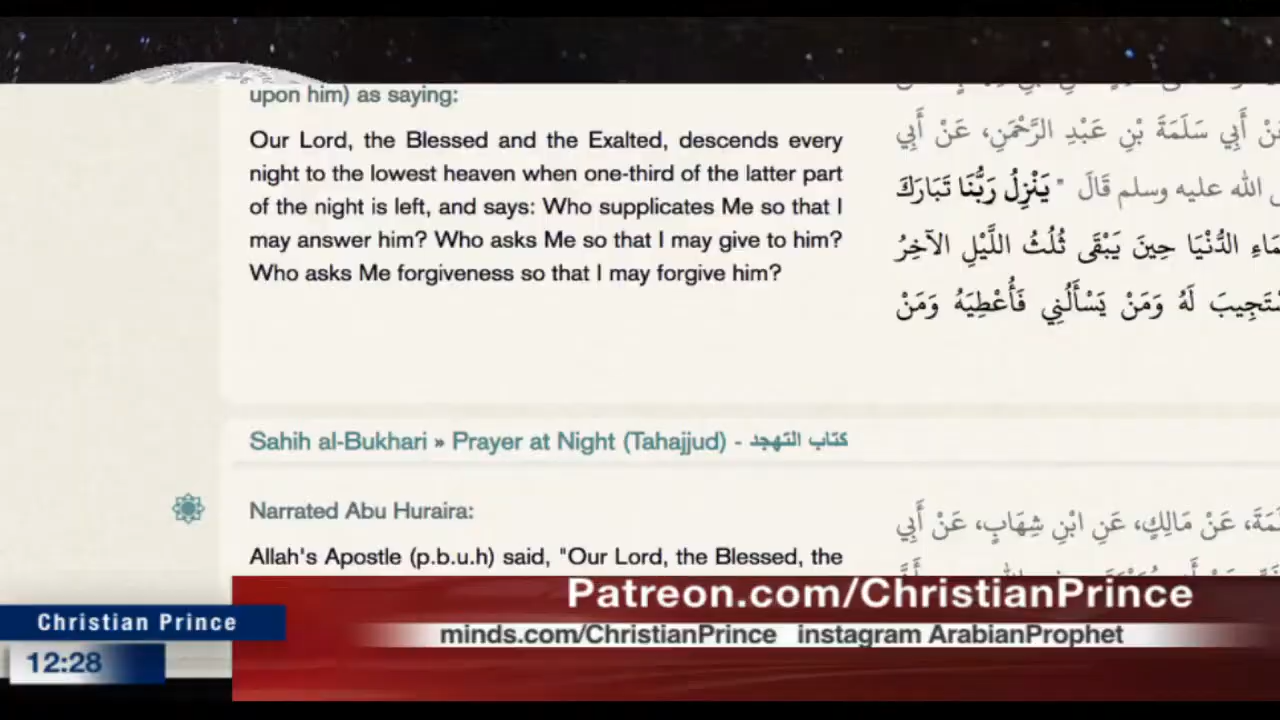 upon him) as saying:
Our Lord, the Blessed and the Exalted, descends every
night to the lowest heaven when one-third of the latter part
of the night is left, and says: Who supplicates Me so that I
may answer him? Who asks Me so that I may give to him?
Who asks Me forgiveness so that I may forgive him?
أَبِي سَلَمَةَ بْنِ عَبْدِ الرَّحْمَنِ، عَنْ أَبِي
الله عليه وسلم قَالَ ‏"‏ يَنْزِلُ رَبُّنَا تَبَارَكَ
الدُّنْيَا حِينَ يَبْقَى ثُلُثُ اللَّيْلِ الآخِرُ
لَهُ وَمَنْ يَسْأَلُنِي فَأُعْطِيَهُ وَمَنْ
Sahih al-Bukhari » Prayer at Night (Tahajjud) - كتاب التهجد
Narrated Abu Huraira:
Allah's Apostle (p.b.u.h) said, "Our Lord, the Blessed, the
عَنْ مَالِكٍ، عَنِ ابْنِ شِهَابٍ، عَنْ أَبِي
Patreon.com/ChristianPrince
minds.com/ChristianPrince instagram ArabianProphet
Christian Prince
12:28